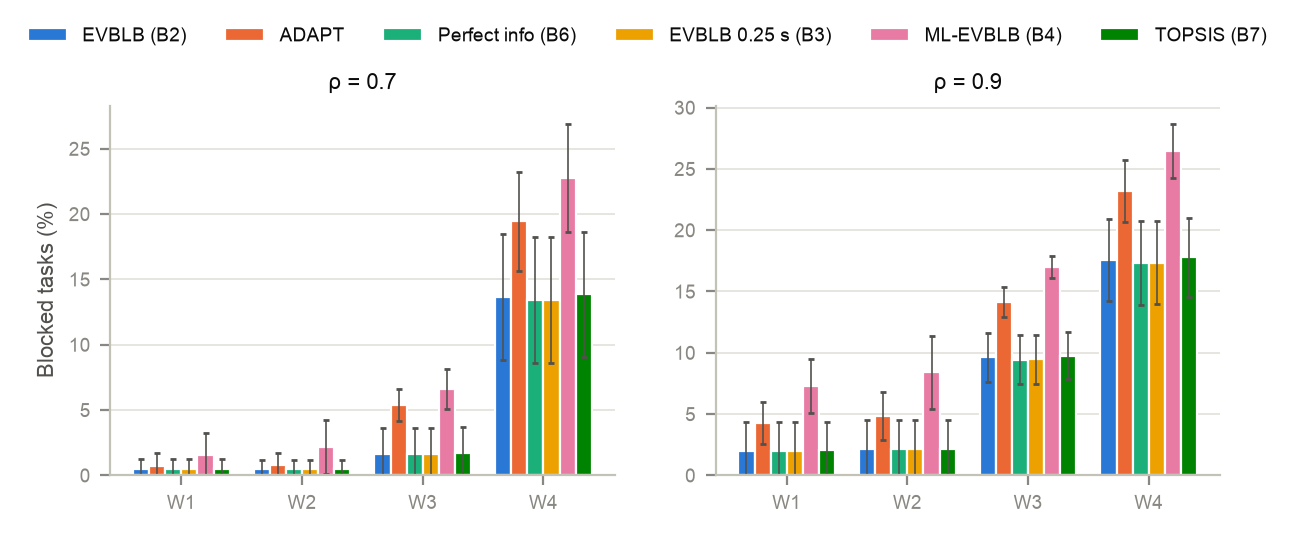 EVBLB (B2) ADAPT Perfect info (B6) EVBLB 0.25 s (B3) ML-EVBLB (B4) TOPSIS (B7)
ρ = 0.7
Blocked tasks (%)
25
20
15
10
5
0
W1 W2 W3 W4
ρ = 0.9
30
25
20
15
10
5
0
W1 W2 W3 W4